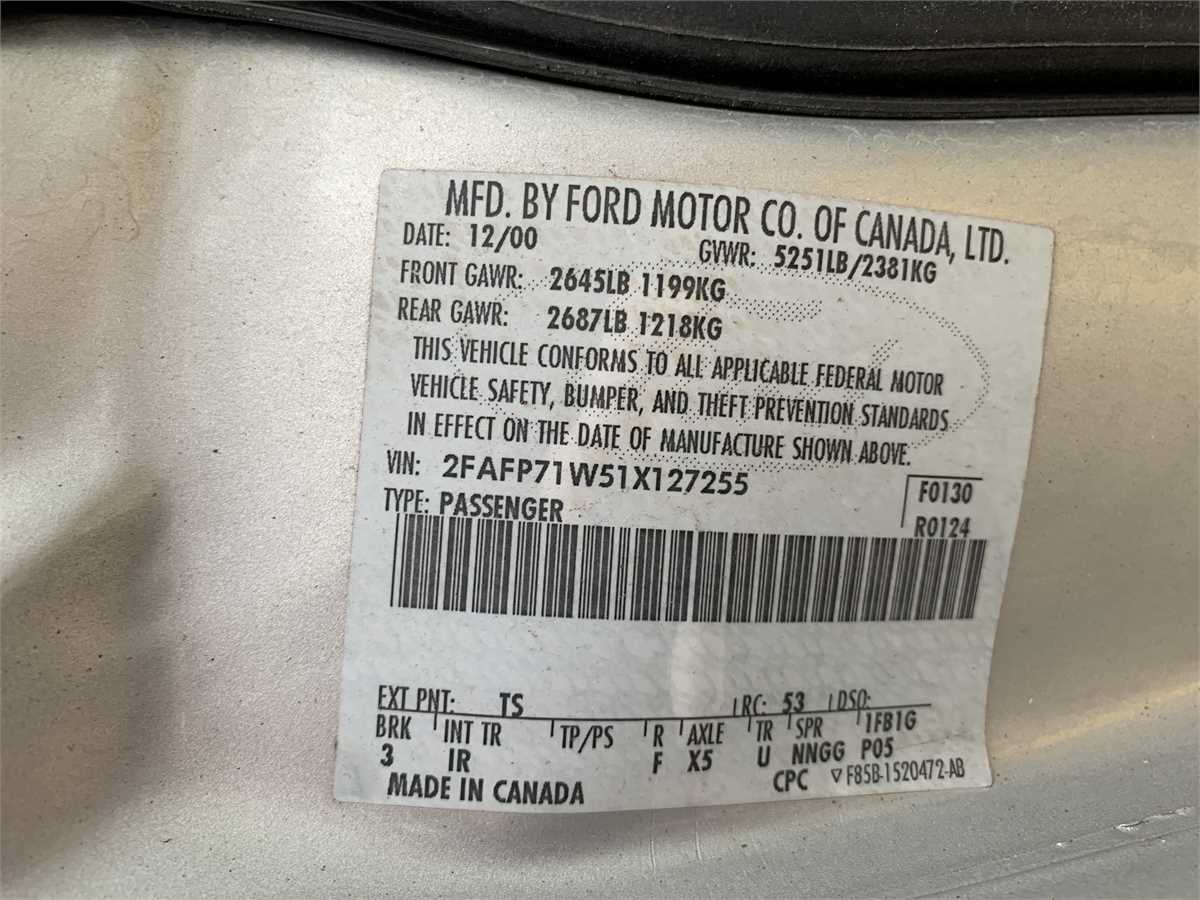 MFD. BY FORD MOTOR CO. OF CANADA, LTD.
DATE: 12/00 GVWR: 5251LB/2381KG
FRONT GAWR: 2645LB 1199KG
REAR GAWR: 2687LB 1218KG
THIS VEHICLE CONFORMS TO ALL APPLICABLE FEDERAL MOTOR
VEHICLE SAFETY, BUMPER, AND THEFT PREVENTION STANDARDS
IN EFFECT ON THE DATE OF MANUFACTURE SHOWN ABOVE.
VIN: 2FAFP71W51X127255 F0130
TYPE: PASSENGER R0124
EXT PNT: TS RC: 53 DSO:
BRK INT TR TP/PS R AXLE TR SPR 1FB1G
3 IR F X5 U NNGG P05
MADE IN CANADA CPC ▽F85B-1520472-AB